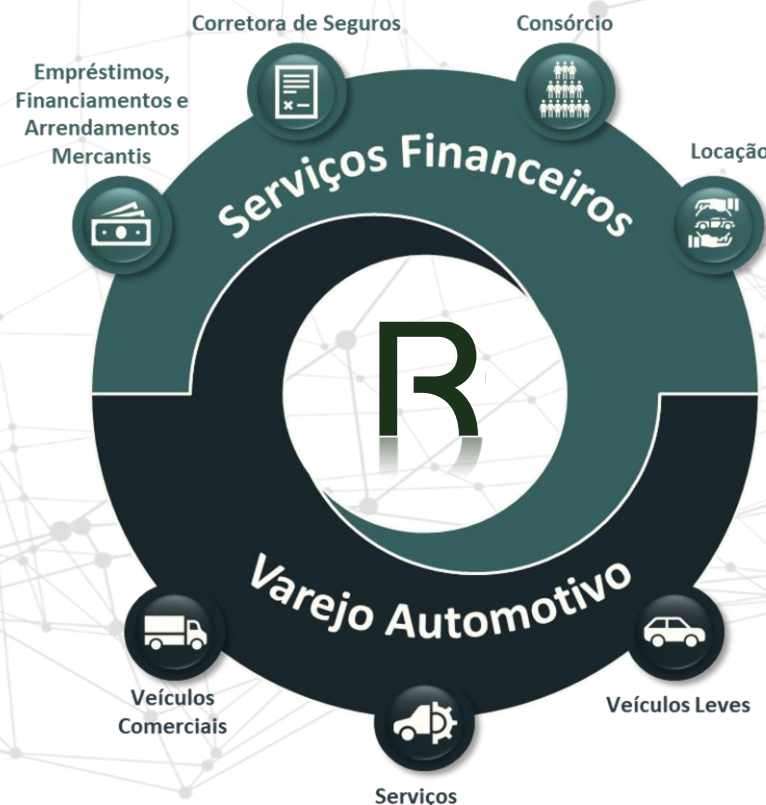 Corretora de Seguros
Consórcio
Empréstimos,
Financiamentos e
Arrendamentos
Mercantis
Locação
Serviços Financeiros
R
Varejo Automotivo
Veículos
Comerciais
Veículos Leves
Serviços